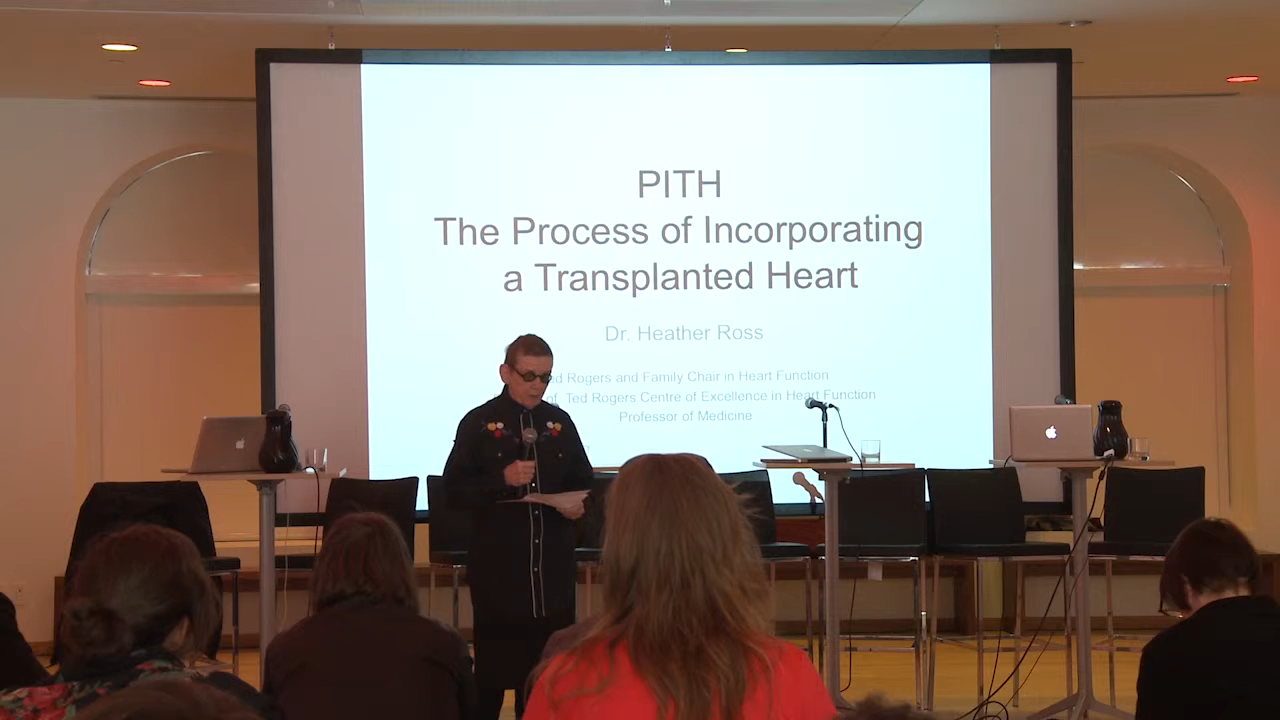 PITH
The Process of Incorporating
a Transplanted Heart
Dr. Heather Ross
Rogers and Family Chair in Heart Function
Ted Rogers Centre of Excellence in Heart Function
Professor of Medicine